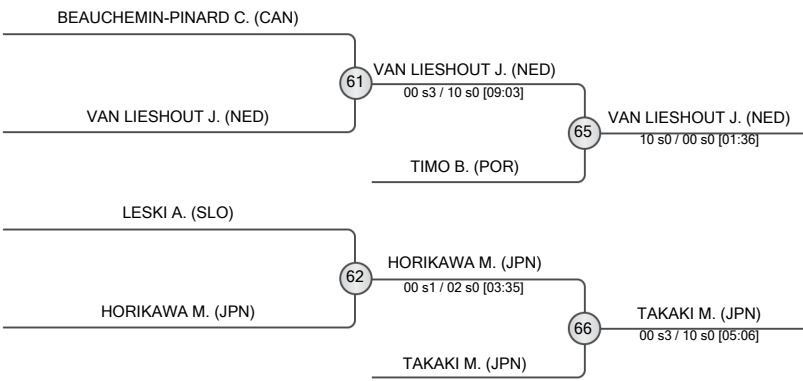 BEAUCHEMIN-PINARD C. (CAN)
61
VAN LIESHOUT J. (NED)
00 s3 / 10 s0 [09:03]
VAN LIESHOUT J. (NED)
65
VAN LIESHOUT J. (NED)
10 s0 / 00 s0 [01:36]
TIMO B. (POR)
LESKI A. (SLO)
62
HORIKAWA M. (JPN)
00 s1 / 02 s0 [03:35]
HORIKAWA M. (JPN)
66
TAKAKI M. (JPN)
00 s3 / 10 s0 [05:06]
TAKAKI M. (JPN)